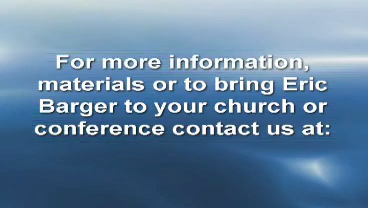 For more information,
materials or to bring Eric
Barger to your church or
conference contact us at: